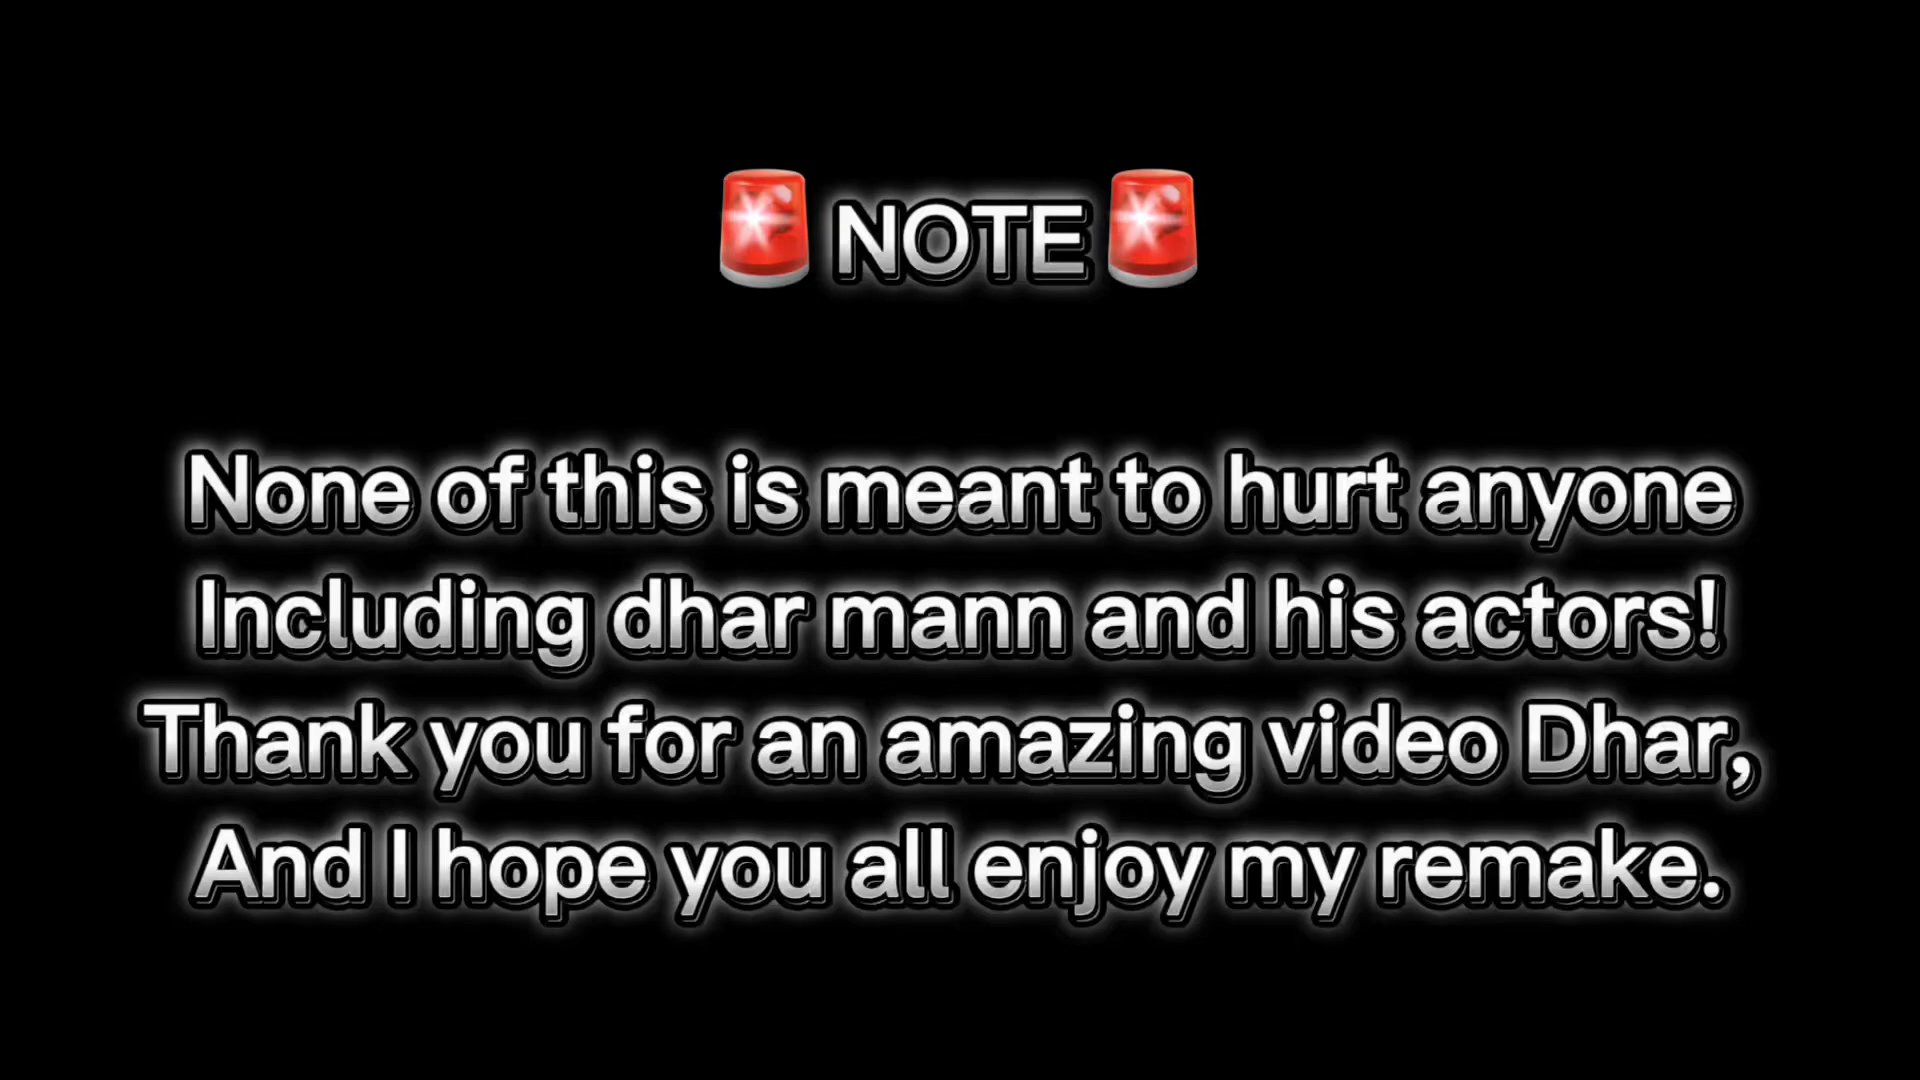 🚨 NOTE 🚨
None of this is meant to hurt anyone
Including dhar mann and his actors!
Thank you for an amazing video Dhar,
And I hope you all enjoy my remake.